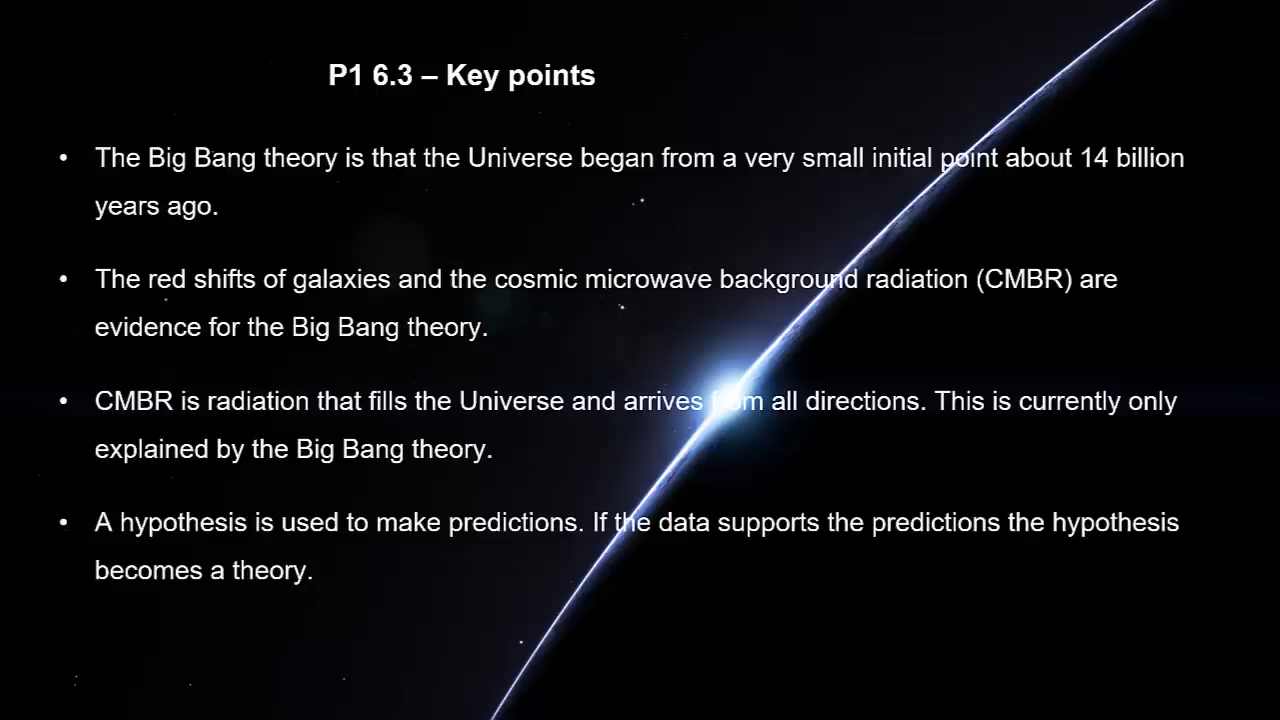 P1 6.3 – Key points
• The Big Bang theory is that the Universe began from a very small initial point about 14 billion
years ago.
• The red shifts of galaxies and the cosmic microwave background radiation (CMBR) are
evidence for the Big Bang theory.
• CMBR is radiation that fills the Universe and arrives from all directions. This is currently only
explained by the Big Bang theory.
• A hypothesis is used to make predictions. If the data supports the predictions the hypothesis
becomes a theory.